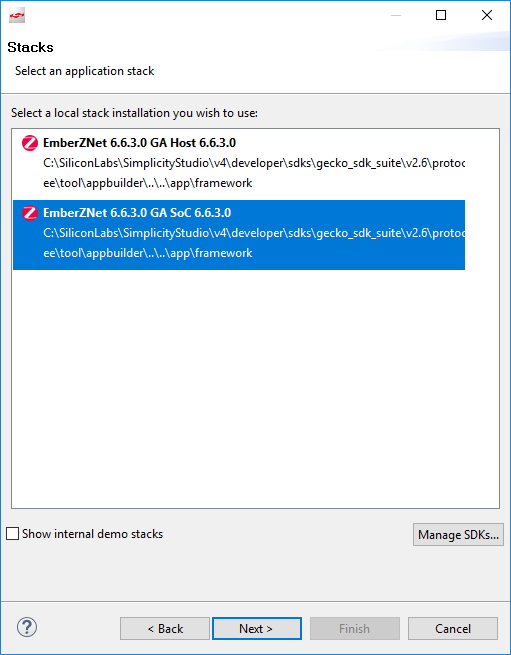 Stacks
Select an application stack
Select a local stack installation you wish to use:
EmberZNet 6.6.3.0 GA Host 6.6.3.0
C:\SiliconLabs\SimplicityStudio\v4\developer\sdks\gecko_sdk_suite\v2.6\protoc
ee\tool\appbuilder\..\..\app\framework
EmberZNet 6.6.3.0 GA SoC 6.6.3.0
C:\SiliconLabs\SimplicityStudio\v4\developer\sdks\gecko_sdk_suite\v2.6\protoc
ee\tool\appbuilder\..\..\app\framework
Show internal demo stacks
Manage SDKs...
? < Back Next > Finish Cancel